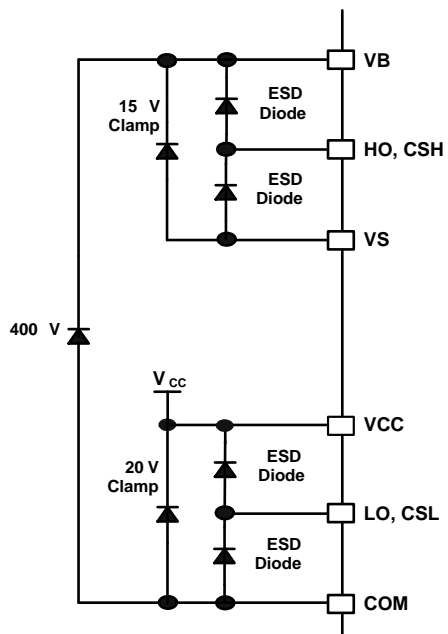 VB
ESD
Diode
15 V
Clamp
HO, CSH
ESD
Diode
VS
400 V
VCC
VCC
ESD
Diode
20 V
Clamp
LO, CSL
ESD
Diode
COM